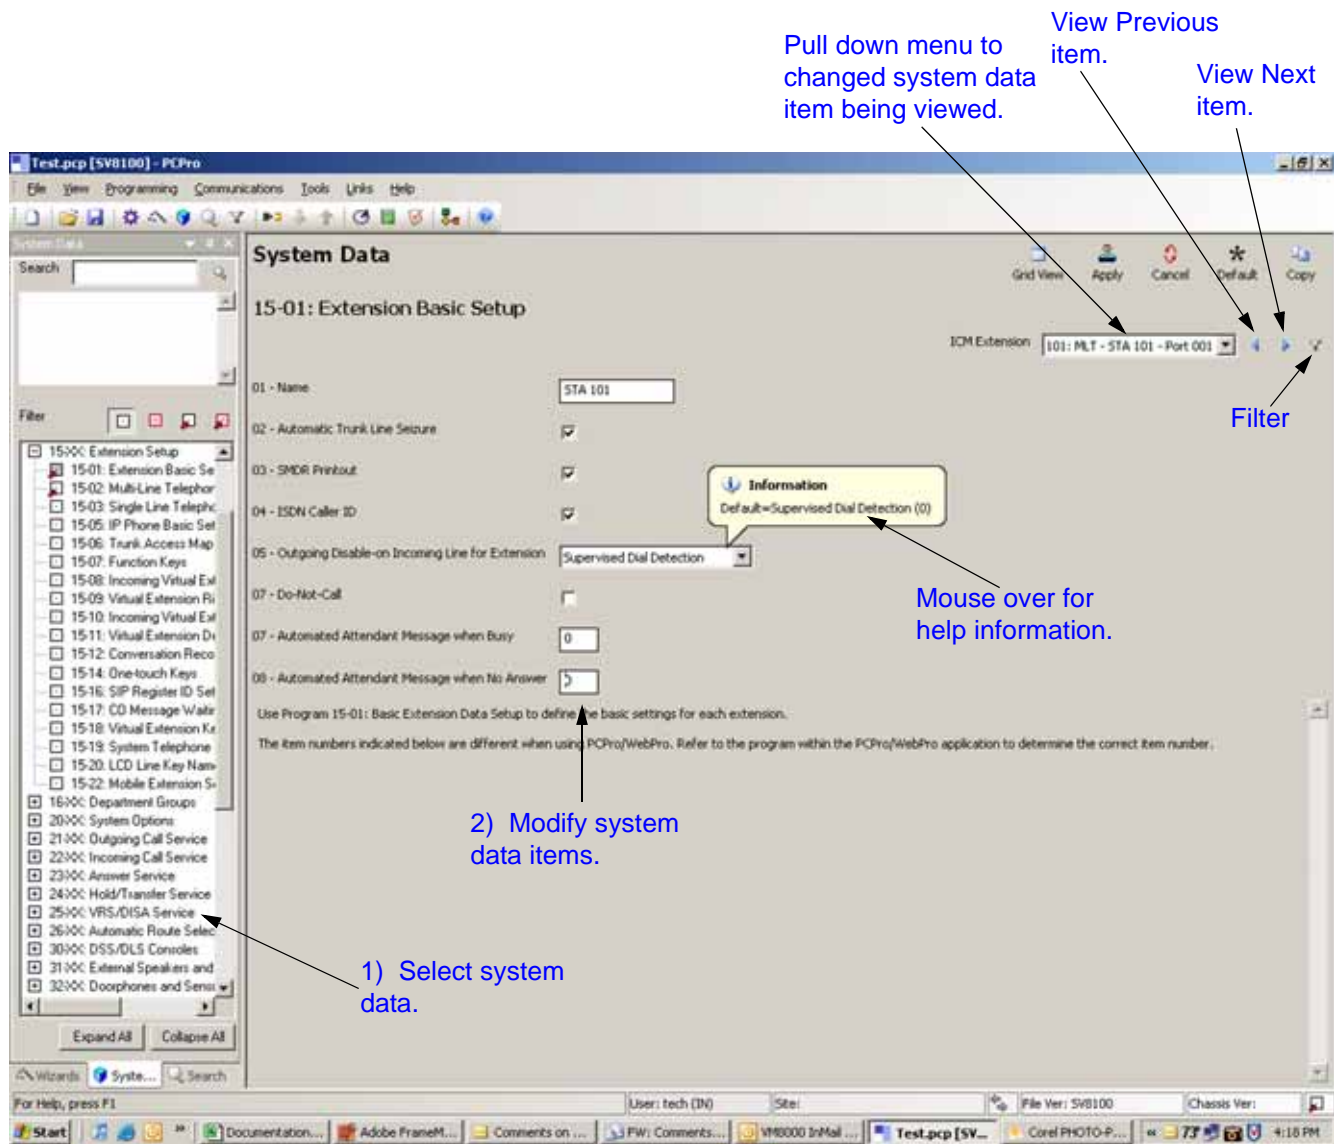 View Previous
item.
Pull down menu to
changed system data
item being viewed.
View Next
item.
Test.pcp [SV8100] - PCPro
File View Programming Communications Tools Links Help
System Data
Search
System Data
Grid View Apply Cancel Default Copy
15-01: Extension Basic Setup
ICM Extension 101: MLT - STA 101 - Port 001
Filter
01 - Name STA 101
02 - Automatic Trunk Line Seizure
03 - SMDR Printout
04 - ISDN Caller ID
Information
Default=Supervised Dial Detection (0)
05 - Outgoing Disable-on Incoming Line for Extension Supervised Dial Detection
07 - Do-Not-Call
Mouse over for
help information.
07 - Automated Attendant Message when Busy 0
08 - Automated Attendant Message when No Answer
Use Program 15-01: Basic Extension Data Setup to define the basic settings for each extension.
The item numbers indicated below are different when using PCPro/WebPro. Refer to the program within the PCPro/WebPro application to determine the correct item number.
2) Modify system
data items.
1) Select system
data.
Filter
15-XX: Extension Setup
15-01: Extension Basic Se
15-02: Multi-Line Telephor
15-03: Single Line Telepho
15-05: IP Phone Basic Set
15-06: Trunk Access Map
15-07: Function Keys
15-08: Incoming Virtual Ext
15-09: Virtual Extension Ri
15-10: Incoming Virtual Ext
15-11: Virtual Extension De
15-12: Conversation Reco
15-14: One-touch Keys
15-16: SIP Register ID Set
15-17: CO Message Waitir
15-18: Virtual Extension Ke
15-19: System Telephone
15-20: LCD Line Key Name
15-22: Mobile Extension S
16-XX: Department Groups
20-XX: System Options
21-XX: Outgoing Call Service
22-XX: Incoming Call Service
23-XX: Answer Service
24-XX: Hold/Transfer Service
25-XX: VRS/DISA Service
26-XX: Automatic Route Selec
30-XX: DSS/DLS Consoles
31-XX: External Speakers and
32-XX: Doorphones and Sens
Expand All Collapse All
Wizards Syste... Search
For Help, press F1 User: tech (IN) Site: File Ver: SV8100 Chassis Ver:
Start Documentation... Adobe FrameM... Comments on ... FW: Comments... VM8000 InMail ... Test.pcp [SV... Corel PHOTO-P... 73° 4:18 PM